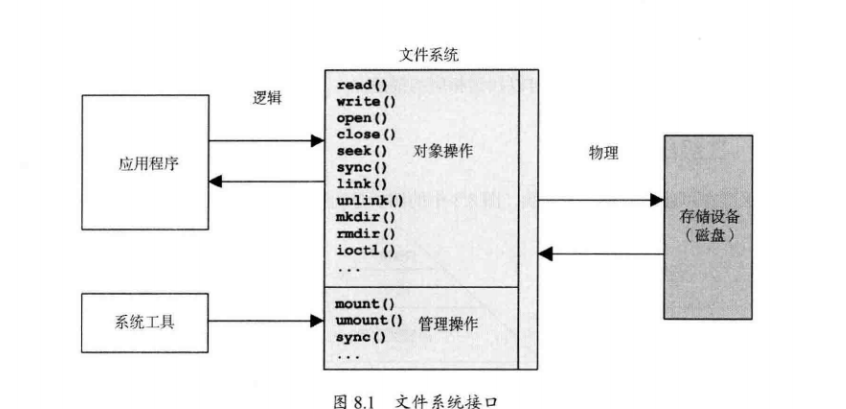 文件系统
逻辑
应用程序
read()
write()
open()
close()
seek()
sync()
link()
unlink()
mkdir()
rmdir()
ioctl()
...
对象操作
物理
存储设备
（磁盘）
系统工具
mount()
umount()
sync()
...
管理操作
图 8.1 文件系统接口